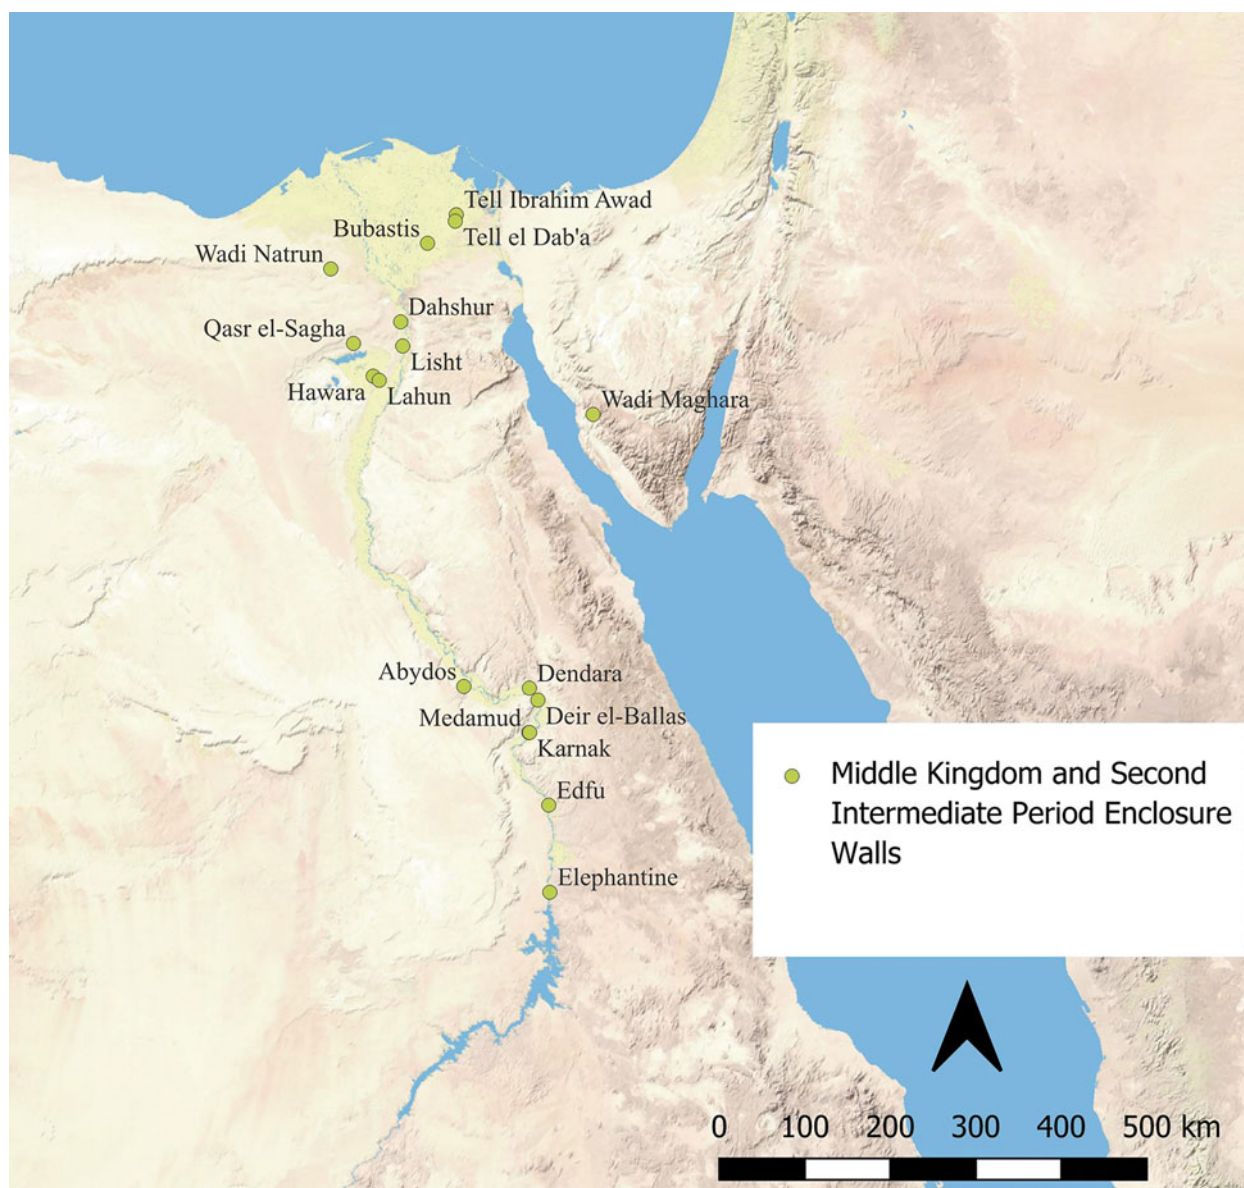 Tell Ibrahim Awad
Bubastis
Tell el Dab'a
Wadi Natrun
Dahshur
Qasr el-Sagha
Lisht
Hawara
Lahun
Wadi Maghara
Abydos
Dendara
Medamud
Deir el-Ballas
Karnak
Edfu
Elephantine
Middle Kingdom and Second
Intermediate Period Enclosure
Walls
0 100 200 300 400 500 km